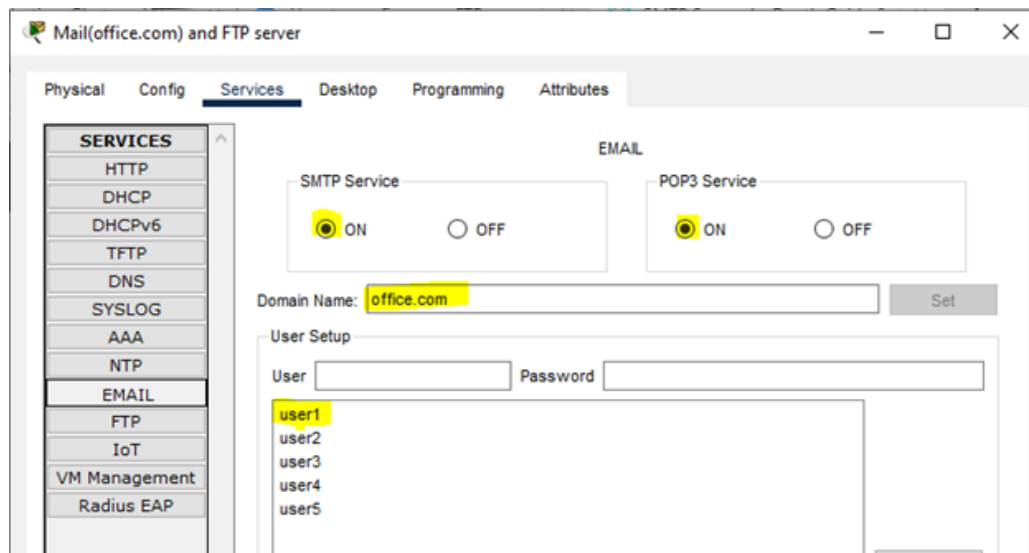 Mail(office.com) and FTP server
Physical Config Services Desktop Programming Attributes
SERVICES
HTTP
DHCP
DHCPv6
TFTP
DNS
SYSLOG
AAA
NTP
EMAIL
FTP
IoT
VM Management
Radius EAP
EMAIL
SMTP Service
ON OFF
POP3 Service
ON OFF
Domain Name: office.com Set
User Setup
User Password
user1
user2
user3
user4
user5